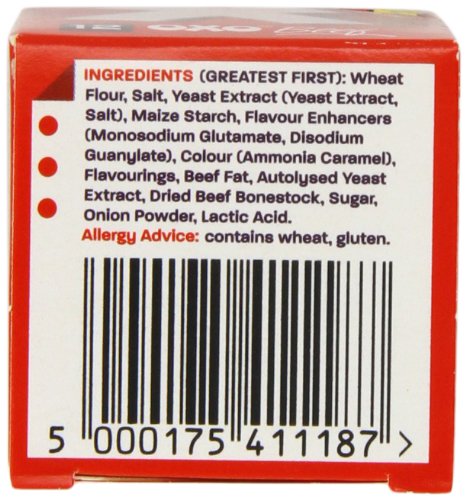 12 OXO
INGREDIENTS (GREATEST FIRST): Wheat
Flour, Salt, Yeast Extract (Yeast Extract,
Salt), Maize Starch, Flavour Enhancers
(Monosodium Glutamate, Disodium
Guanylate), Colour (Ammonia Caramel),
Flavourings, Beef Fat, Autolysed Yeast
Extract, Dried Beef Bonestock, Sugar,
Onion Powder, Lactic Acid.
Allergy Advice: contains wheat, gluten.
5 000175 411187 >